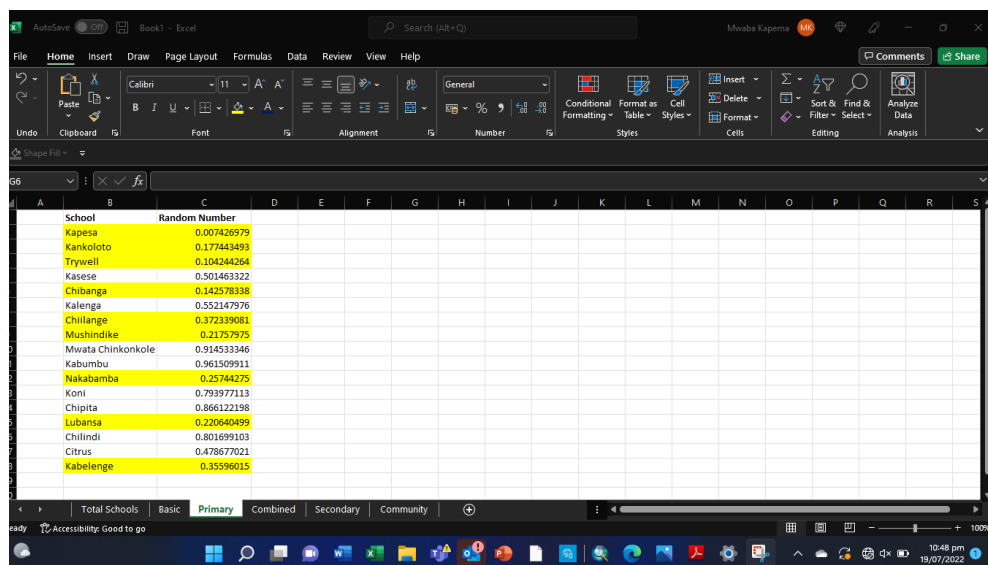 AutoSave Off Book1 - Excel Search (Alt+Q) Mwaba Kapema MK
File Home Insert Draw Page Layout Formulas Data Review View Help Comments Share
Calibri 11 A^ A˅ General Insert
Paste B I U A % Conditional Format as Cell Delete Sort & Find & Analyze
Formatting Table Styles Format Filter Select Data
Undo Clipboard Font Alignment Number Styles Cells Editing Analysis
Shape Fill
G6 fx
A B C D E F G H I J K L M N O P Q R S
School Random Number
Kapesa 0.007426979
Kankoloto 0.177443493
Trywell 0.104244264
Kasese 0.501463322
Chibanga 0.142578338
Kalenga 0.552147976
Chiilange 0.372339081
Mushindike 0.21757975
Mwata Chinkonkole 0.914533346
Kabumbu 0.961509911
Nakabamba 0.25744275
Koni 0.793977113
Chipita 0.866122198
Lubansa 0.220640499
Chilindi 0.801699103
Citrus 0.478677021
Kabelenge 0.35596015
Total Schools Basic Primary Combined Secondary Community
eady Accessibility: Good to go 100%
10:48 pm
19/07/2022 1